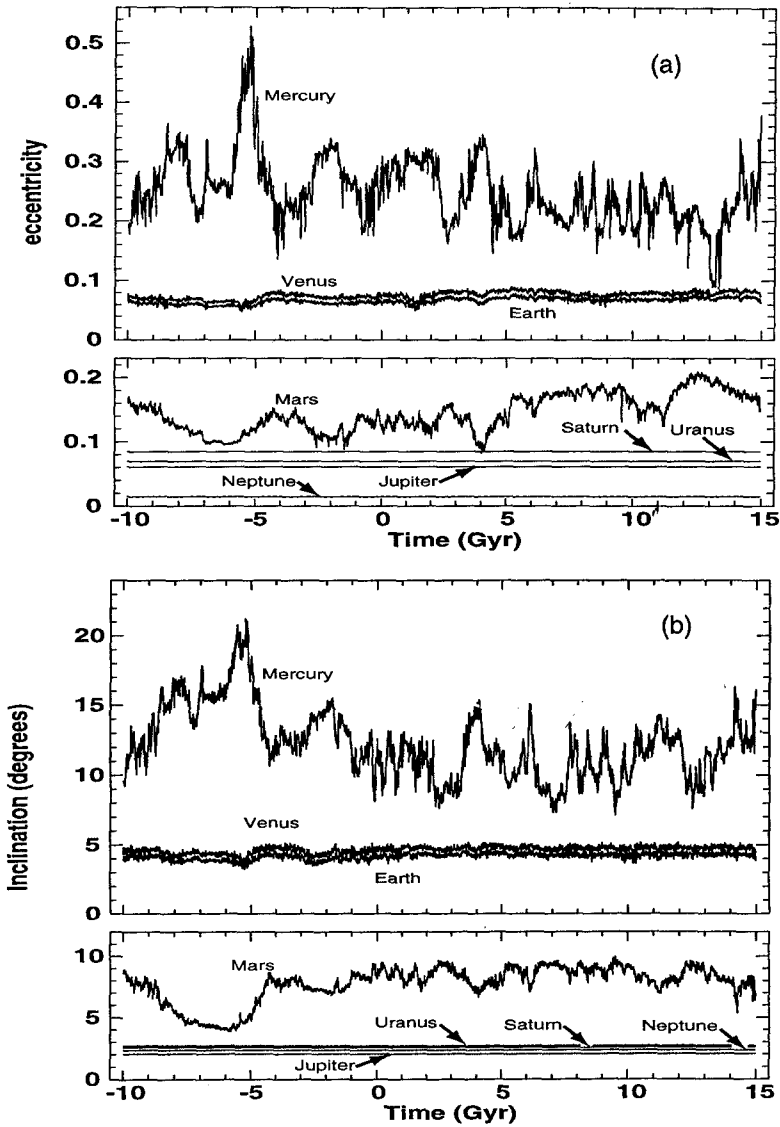 0.5
(a)
Mercury
0.4
eccentricity
0.3
0.2
0.1
Venus
Earth
0
0.2
Mars
Saturn
Uranus
0.1
Neptune
Jupiter
0
-10 -5 0 5 10 15
Time (Gyr)
(b)
20
Mercury
15
Inclination (degrees)
10
Venus
5
Earth
0
10
Mars
5
Uranus
Saturn
Neptune
Jupiter
0
-10 -5 0 5 10 15
Time (Gyr)